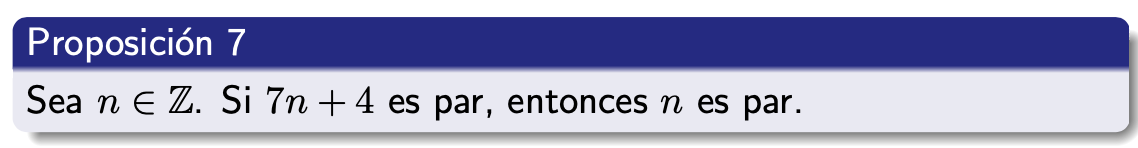 Proposición 7
Sea n ∈ ℤ. Si 7n + 4 es par, entonces n es par.